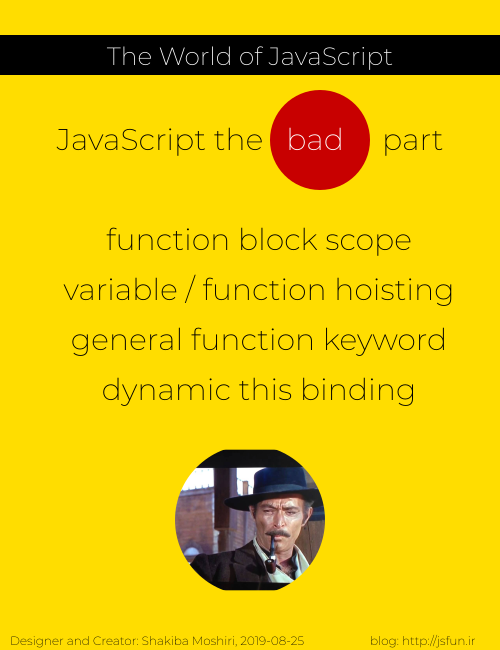 The World of JavaScript
JavaScript the bad part
function block scope
variable / function hoisting
general function keyword
dynamic this binding
Designer and Creator: Shakiba Moshiri, 2019-08-25 blog: http://jsfun.ir